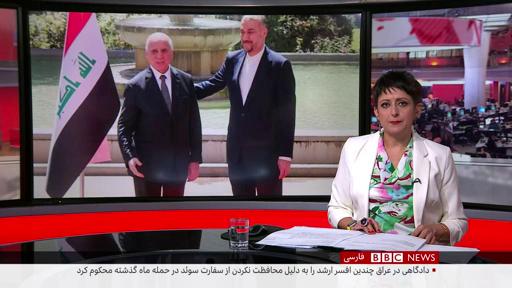 الله اكبر
فارسی BBC NEWS
دادگاهی در عراق چندین افسر ارشد را به دلیل محافظت نکردن از سفارت سوئد در حمله ماه گذشته محکوم کرد